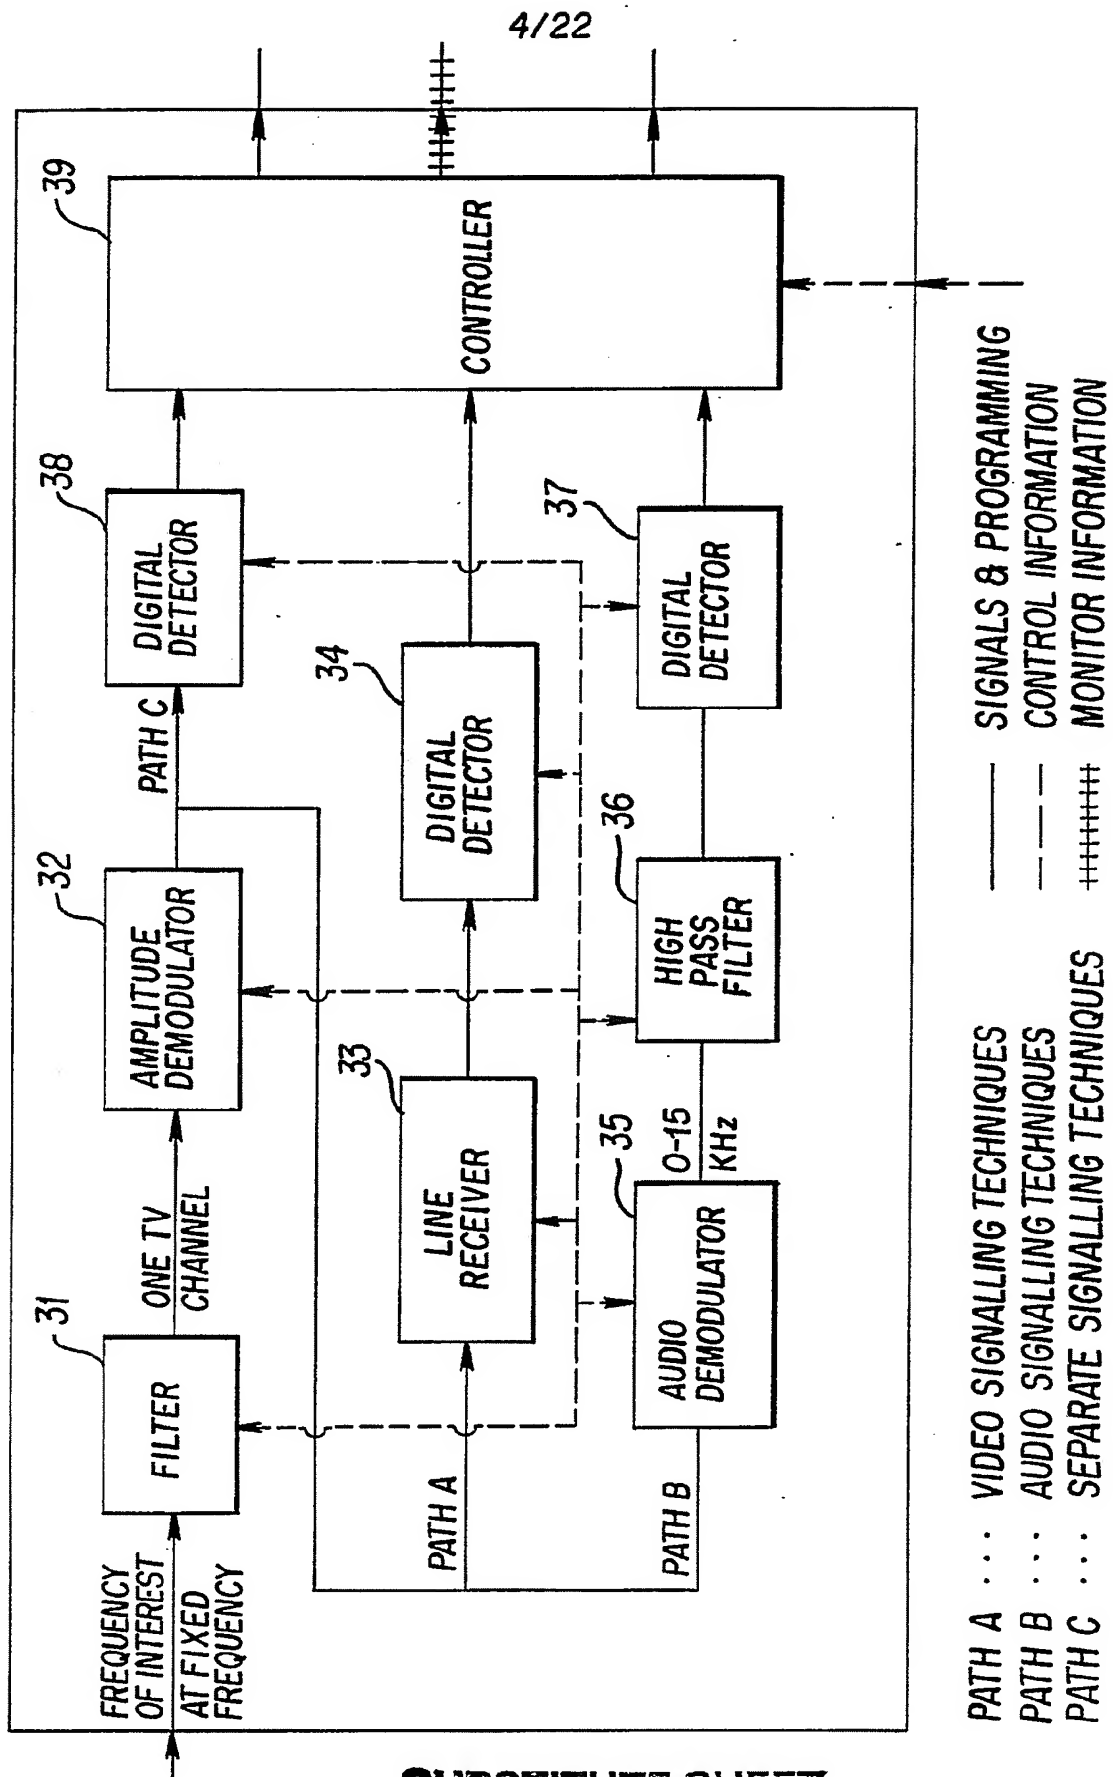 4/22
FREQUENCY
OF INTEREST
AT FIXED
FREQUENCY
31
FILTER
ONE TV
CHANNEL
32
AMPLITUDE
DEMODULATOR
PATH C
38
DIGITAL
DETECTOR
39
CONTROLLER
PATH A
33
LINE
RECEIVER
34
DIGITAL
DETECTOR
PATH B
35
AUDIO
DEMODULATOR
0-15
KHz
36
HIGH
PASS
FILTER
37
DIGITAL
DETECTOR
PATH A ... VIDEO SIGNALLING TECHNIQUES
PATH B ... AUDIO SIGNALLING TECHNIQUES
PATH C ... SEPARATE SIGNALLING TECHNIQUES
SIGNALS & PROGRAMMING
CONTROL INFORMATION
MONITOR INFORMATION